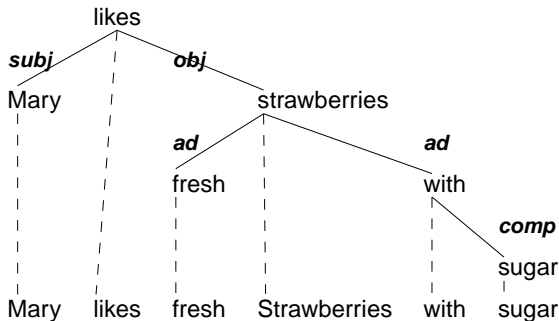 likes
subj obj
Mary strawberries
ad ad
fresh with
comp
sugar
Mary likes fresh Strawberries with sugar